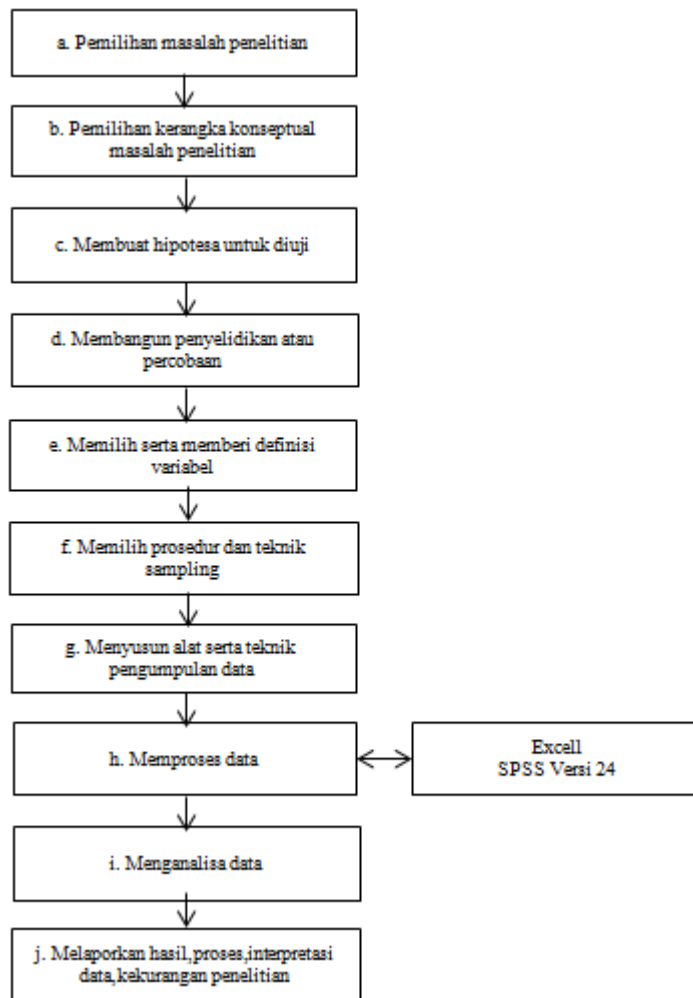 a. Pemilihan masalah penelitian
b. Pemilihan kerangka konseptual
masalah penelitian
c. Membuat hipotesa untuk diuji
d. Membangun penyelidikan atau
percobaan
e. Memilih serta memberi definisi
variabel
f. Memilih prosedur dan teknik
sampling
g. Menyusun alat serta teknik
pengumpulan data
h. Memproses data
Excell
SPSS Versi 24
i. Menganalisa data
j. Melaporkan hasil,proses,interpretasi
data,kekurangan penelitian